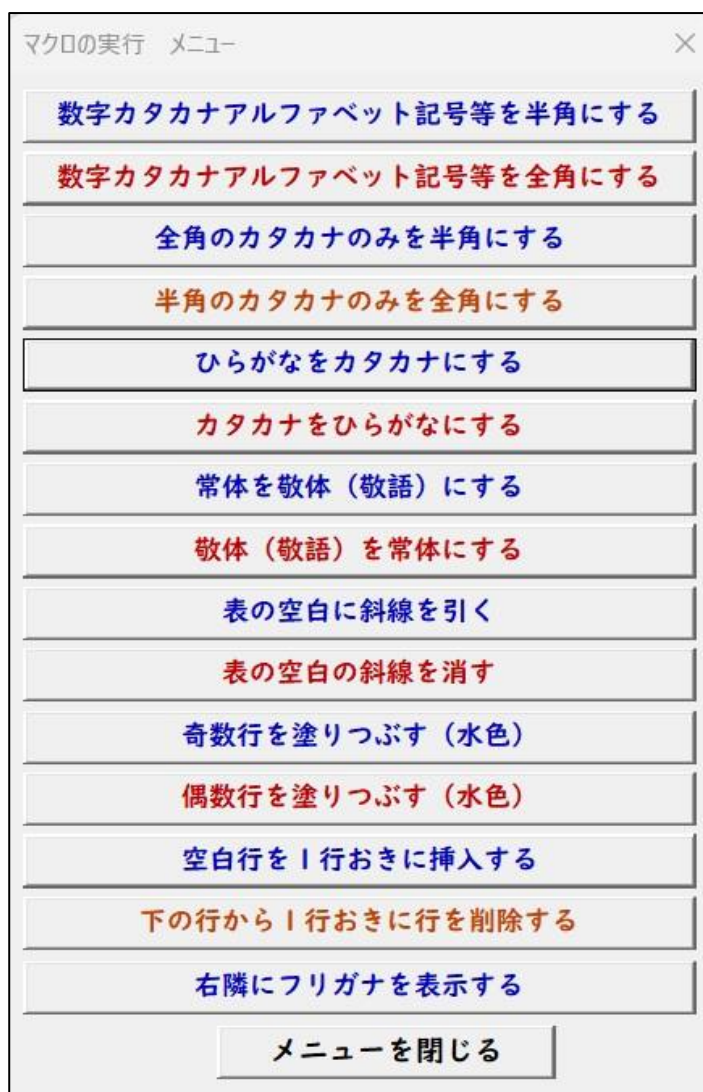 マクロの実行　メニュー
数字カタカナアルファベット記号等を半角にする
数字カタカナアルファベット記号等を全角にする
全角のカタカナのみを半角にする
半角のカタカナのみを全角にする
ひらがなをカタカナにする
カタカナをひらがなにする
常体を敬体（敬語）にする
敬体（敬語）を常体にする
表の空白に斜線を引く
表の空白の斜線を消す
奇数行を塗りつぶす（水色）
偶数行を塗りつぶす（水色）
空白行を１行おきに挿入する
下の行から１行おきに行を削除する
右隣にフリガナを表示する
メニューを閉じる